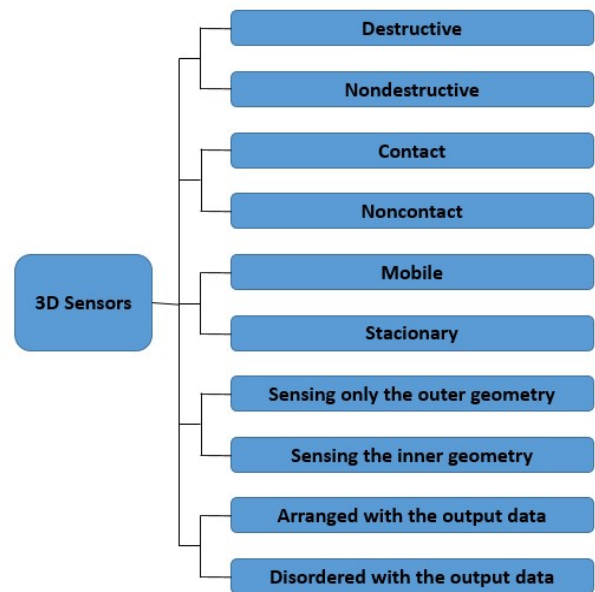 Destructive
Nondestructive
Contact
Noncontact
3D Sensors
Mobile
Stacionary
Sensing only the outer geometry
Sensing the inner geometry
Arranged with the output data
Disordered with the output data